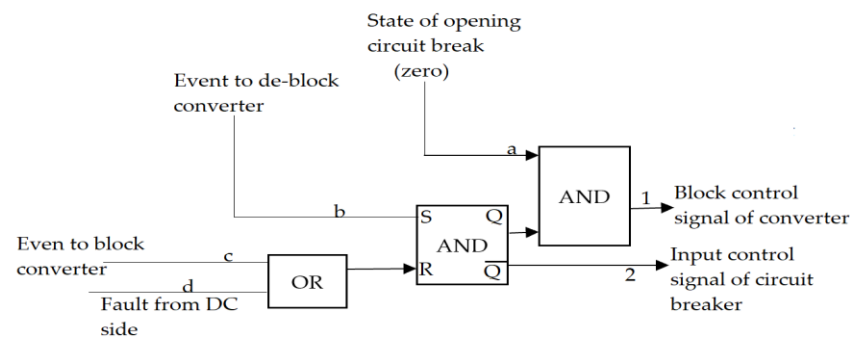 State of opening
circuit break
(zero)
Event to de-block
converter
a
AND
1
Block control
signal of converter
b
S
Q
AND
R
Q̅
Even to block
converter
c
d
OR
Fault from DC
side
Input control
signal of circuit
breaker
2